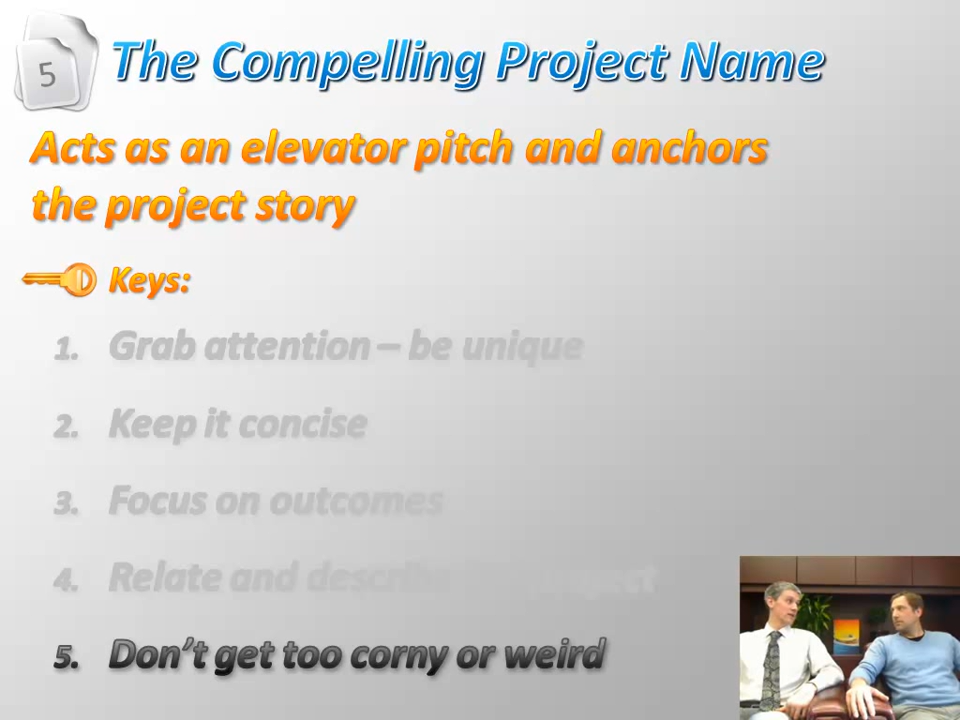 5
The Compelling Project Name
Acts as an elevator pitch and anchors
the project story
Keys:
1. Grab attention – be unique
2. Keep it concise
3. Focus on outcomes
4. Relate and describe project
5. Don't get too corny or weird